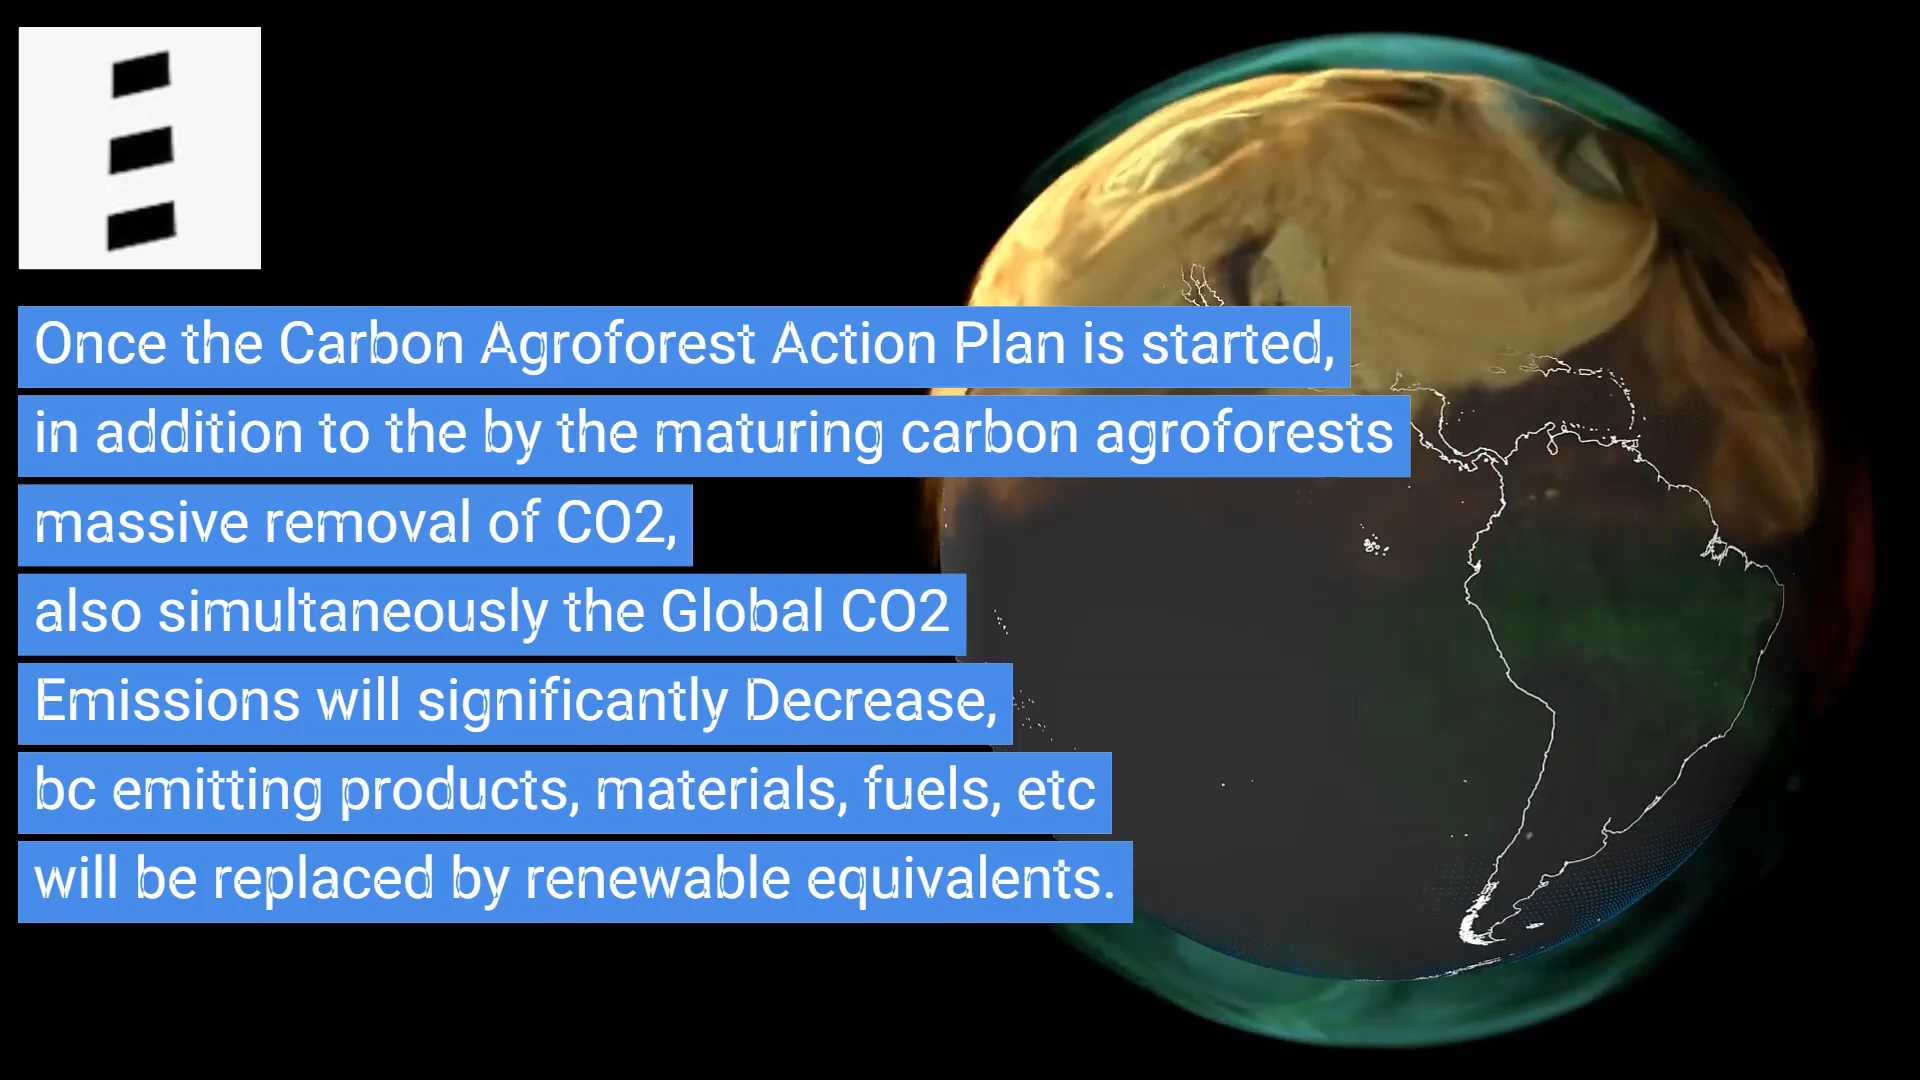 Once the Carbon Agroforest Action Plan is started,
in addition to the by the maturing carbon agroforests
massive removal of CO2,
also simultaneously the Global CO2
Emissions will significantly Decrease,
bc emitting products, materials, fuels, etc
will be replaced by renewable equivalents.